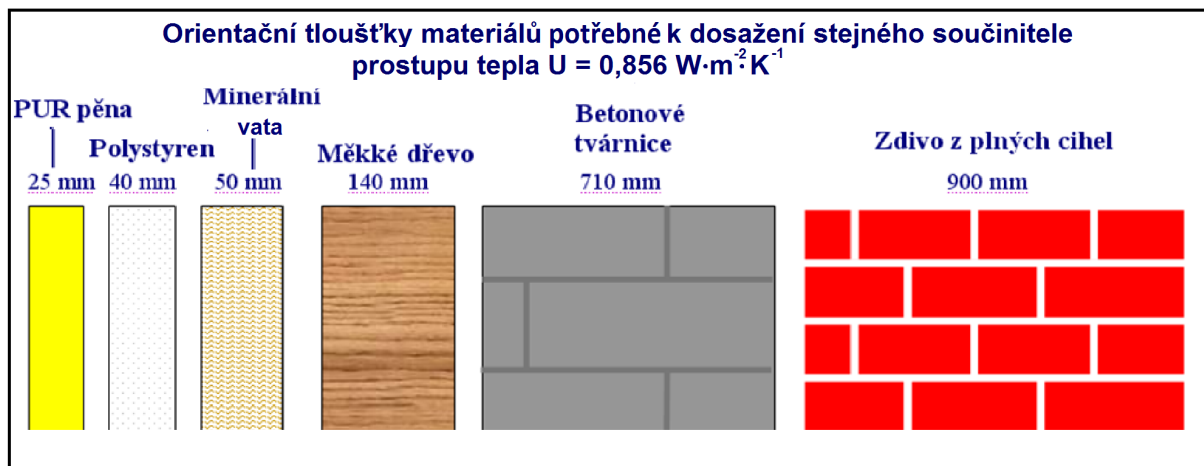 Orientační tloušťky materiálů potřebné k dosažení stejného součinitele
prostupu tepla U = 0,856 W·m⁻²·K⁻¹
PUR pěna
25 mm
Polystyren
40 mm
Minerální
vata
50 mm
Měkké dřevo
140 mm
Betonové
tvárnice
710 mm
Zdivo z plných cihel
900 mm